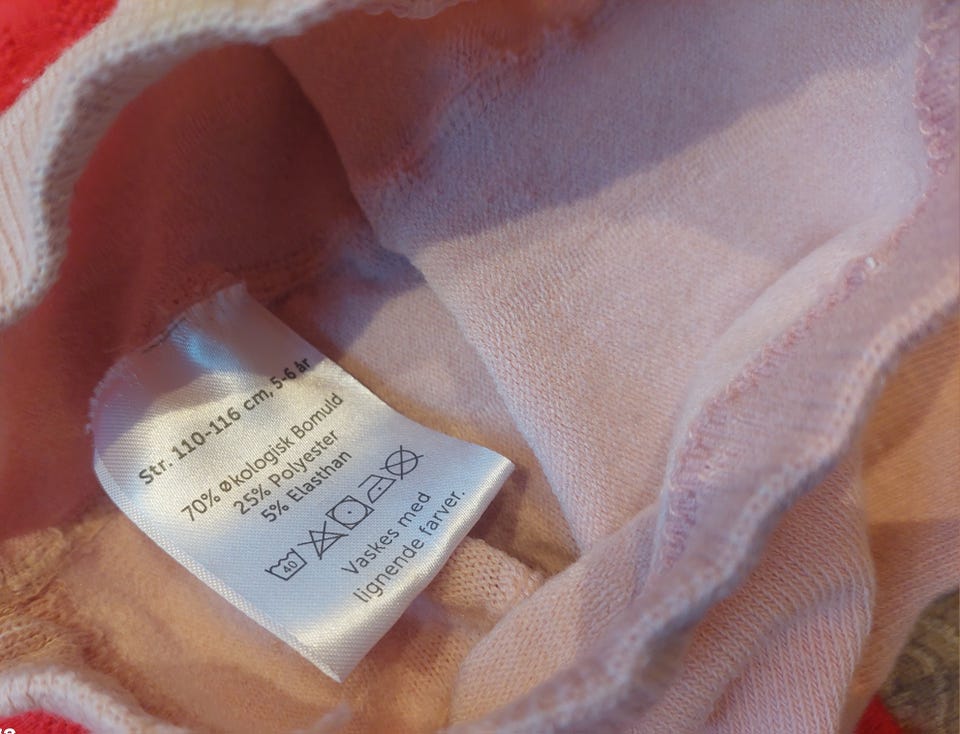 Str. 110-116 cm, 5-6 år
70% Økologisk Bomuld
25% Polyester
5% Elasthan
40
Vaskes med
lignende farver.